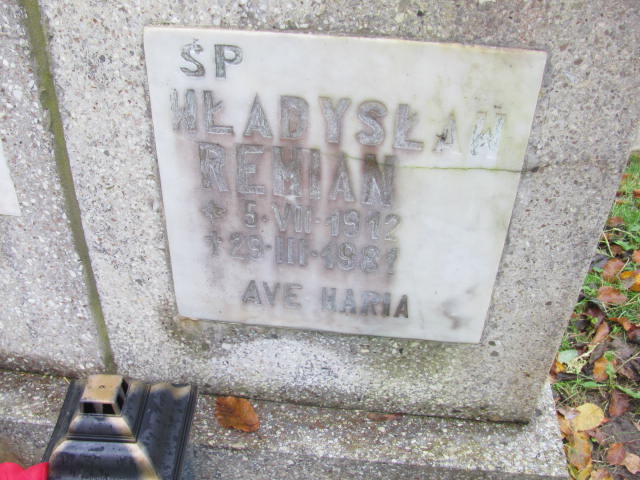 ŚP
WŁADYSŁAW
REMIAN
* 5·VII·1912
† 29·III·1981
AVE MARIA